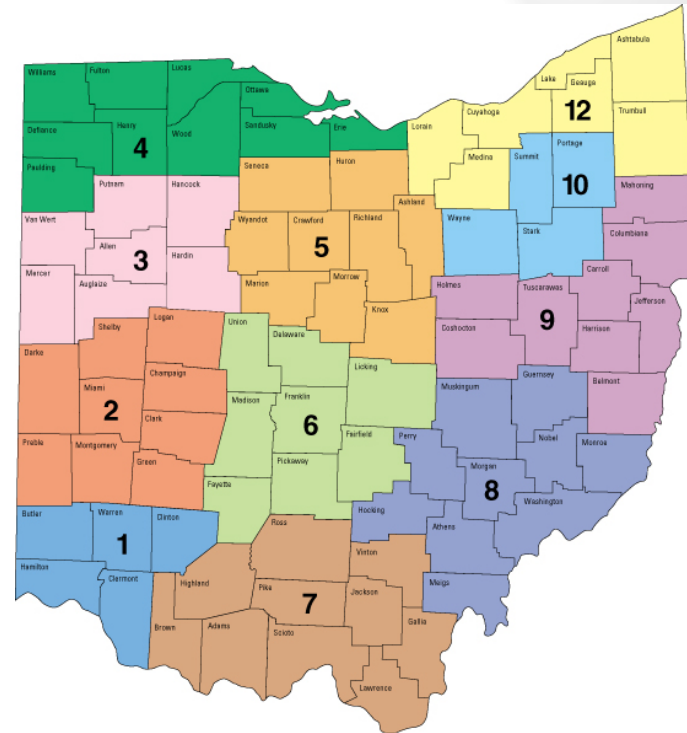 Ashtabula
Williams
Fulton
Lucas
Lake
Geauga
Ottawa
12
Cuyahoga
Trumbull
Defiance
Henry
Wood
Sandusky
Erie
Lorain
4
Medina
Summit
Portage
Paulding
Seneca
Huron
10
Putnam
Hancock
Mahoning
Ashland
Van Wert
Wyandot
Crawford
Richland
Wayne
Stark
Columbiana
Allen
5
3
Hardin
Mercer
Carroll
Auglaize
Marion
Morrow
Holmes
Tuscarawas
Jefferson
Knox
9
Logan
Union
Coshocton
Harrison
Shelby
Delaware
Darke
Licking
Champaign
Guernsey
Belmont
Miami
Muskingum
Madison
Franklin
2
Clark
6
Fairfield
Perry
Nobel
Monroe
Preble
Montgomery
Green
Pickaway
Morgan
Fayette
8
Washington
Butler
Warren
Clinton
Hocking
Ross
Athens
1
Vinton
Hamilton
Clermont
Highland
Pike
Jackson
Meigs
7
Gallia
Brown
Adams
Scioto
Lawrence